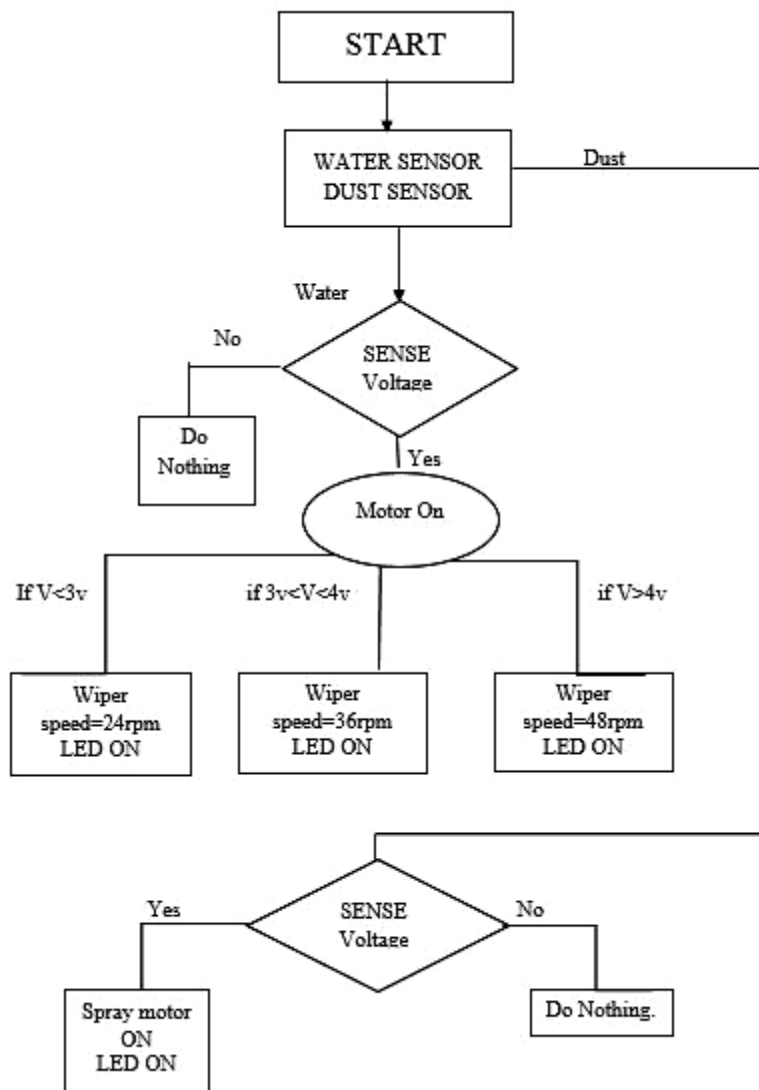 START
WATER SENSOR
DUST SENSOR
Dust
Water
No
SENSE
Voltage
Do
Nothing
Yes
Motor On
If V<3v
if 3v<V<4v
if V>4v
Wiper
speed=24rpm
LED ON
Wiper
speed=36rpm
LED ON
Wiper
speed=48rpm
LED ON
Yes
SENSE
Voltage
No
Spray motor
ON
LED ON
Do Nothing.